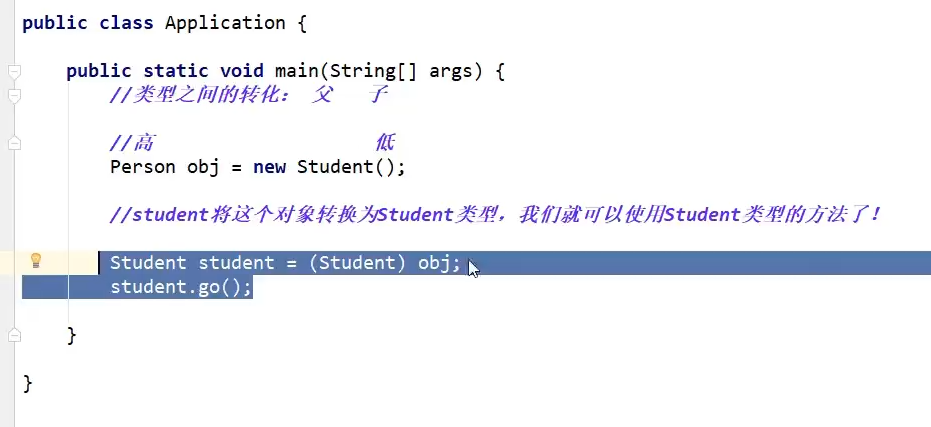 public class Application {
public static void main(String[] args) {
//类型之间的转化： 父 子
//高 低
Person obj = new Student();
//student将这个对象转换为Student类型，我们就可以使用Student类型的方法了！
Student student = (Student) obj;
student.go();
}
}